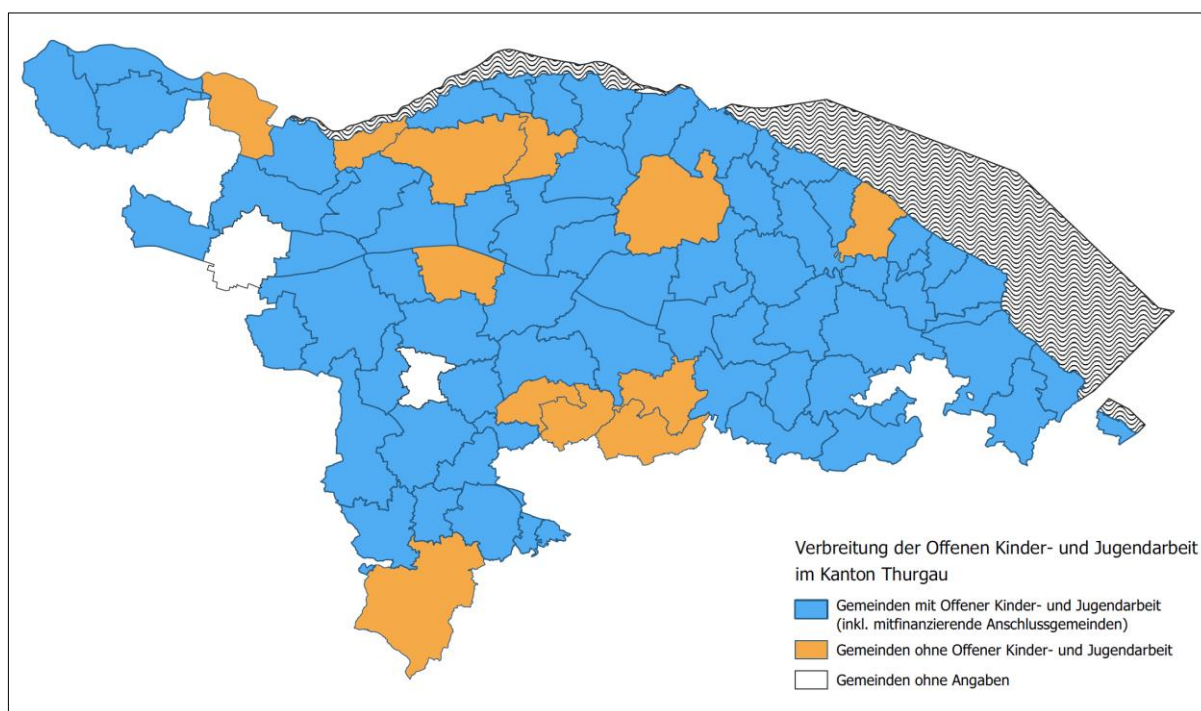 Verbreitung der Offenen Kinder- und Jugendarbeit
im Kanton Thurgau
Gemeinden mit Offener Kinder- und Jugendarbeit
(inkl. mitfinanzierende Anschlussgemeinden)
Gemeinden ohne Offener Kinder- und Jugendarbeit
Gemeinden ohne Angaben